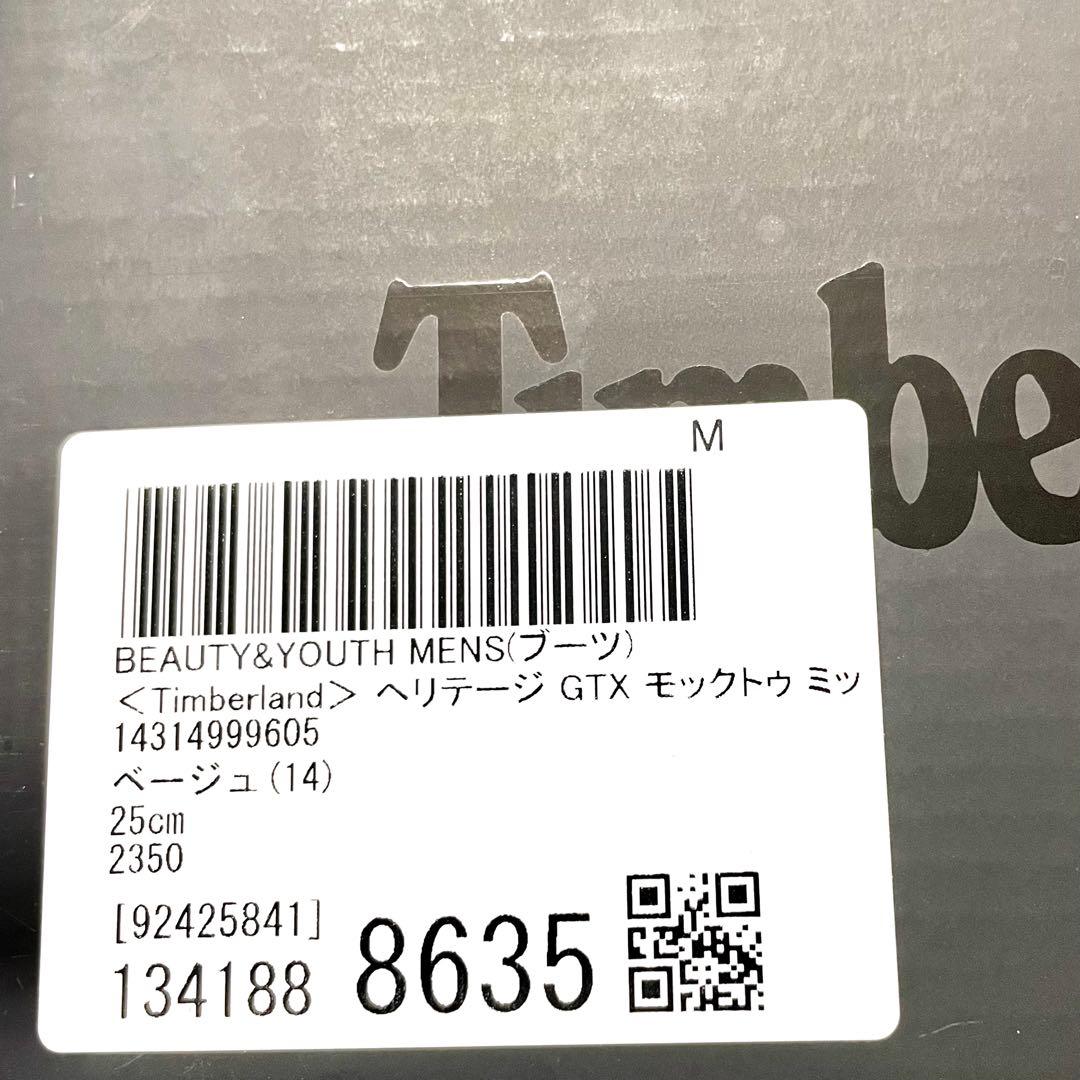 Timbe
M
BEAUTY&YOUTH MENS(ブーツ)
＜Timberland＞ ヘリテージ GTX モックトゥ ミッ
14314999605
ベージュ(14)
25cm
2350
[92425841]
134188 8635